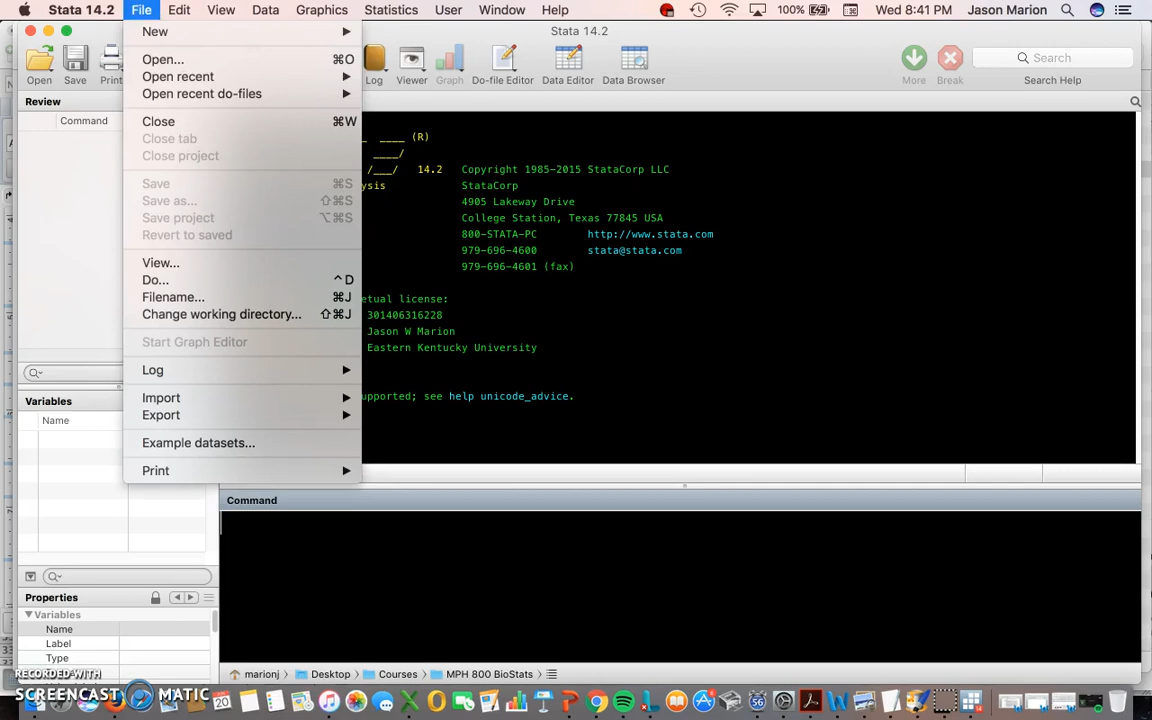 Stata 14.2 File Edit View Data Graphics Statistics User Window Help 100% Wed 8:41 PM Jason Marion
Stata 14.2
New
Open... ⌘O
Open recent
Open recent do-files
Close ⌘W
Close tab
Close project
Save ⌘S
Save as... ⇧⌘S
Save project ⌥⌘S
Revert to saved
View...
Do... ^D
Filename... ⌘J
Change working directory... ⇧⌘J
Start Graph Editor
Log
Import
Export
Example datasets...
Print
Open Save Print Log Viewer Graph Do-file Editor Data Editor Data Browser More Break Search
Search Help
Review
Command
Variables
Name
Properties
Variables
Name
Label
Type
(R)
14.2 Copyright 1985-2015 StataCorp LLC
ysis StataCorp
4905 Lakeway Drive
College Station, Texas 77845 USA
800-STATA-PC http://www.stata.com
979-696-4600 stata@stata.com
979-696-4601 (fax)
etual license:
301406316228
Jason W Marion
Eastern Kentucky University
upported; see help unicode_advice.
Command
marionj Desktop Courses MPH 800 BioStats
RECORDED WITH
SCREENCAST MATIC
20
56